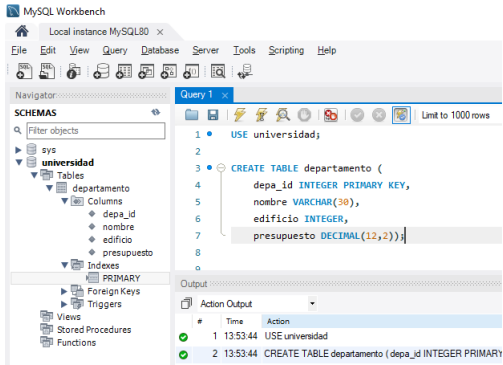 MySQL Workbench
Local instance MySQL80 ×
File Edit View Query Database Server Tools Scripting Help
Navigator
SCHEMAS
Filter objects
sys
universidad
Tables
departamento
Columns
depa_id
nombre
edificio
presupuesto
Indexes
PRIMARY
Foreign Keys
Triggers
Views
Stored Procedures
Functions
Query 1 ×
Limit to 1000 rows
1 USE universidad;
2
3 CREATE TABLE departamento (
4 depa_id INTEGER PRIMARY KEY,
5 nombre VARCHAR(30),
6 edificio INTEGER,
7 presupuesto DECIMAL(12,2));
8
9
Output
Action Output
# Time Action
1 13:53:44 USE universidad
2 13:53:44 CREATE TABLE departamento ( depa_id INTEGER PRIMARY